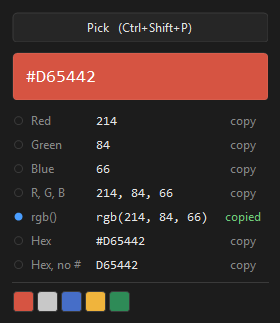 Pick (Ctrl+Shift+P)
#D65442
Red 214 copy
Green 84 copy
Blue 66 copy
R, G, B 214, 84, 66 copy
rgb() rgb(214, 84, 66) copied
Hex #D65442 copy
Hex, no # D65442 copy